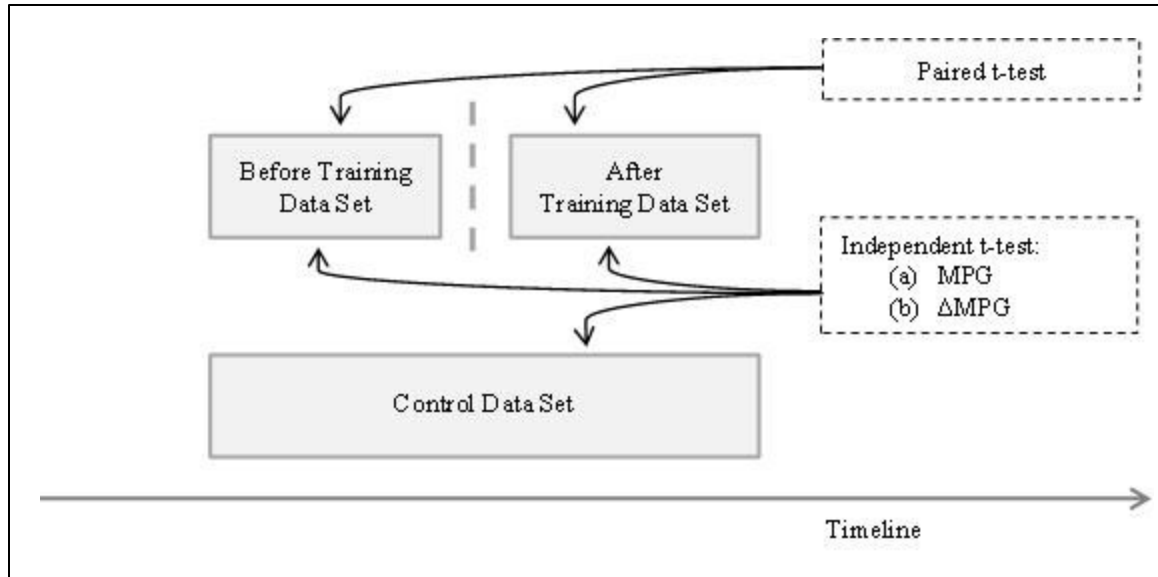 Paired t-test
Before Training
Data Set
After
Training Data Set
Independent t-test:
(a) MPG
(b) ΔMPG
Control Data Set
Timeline